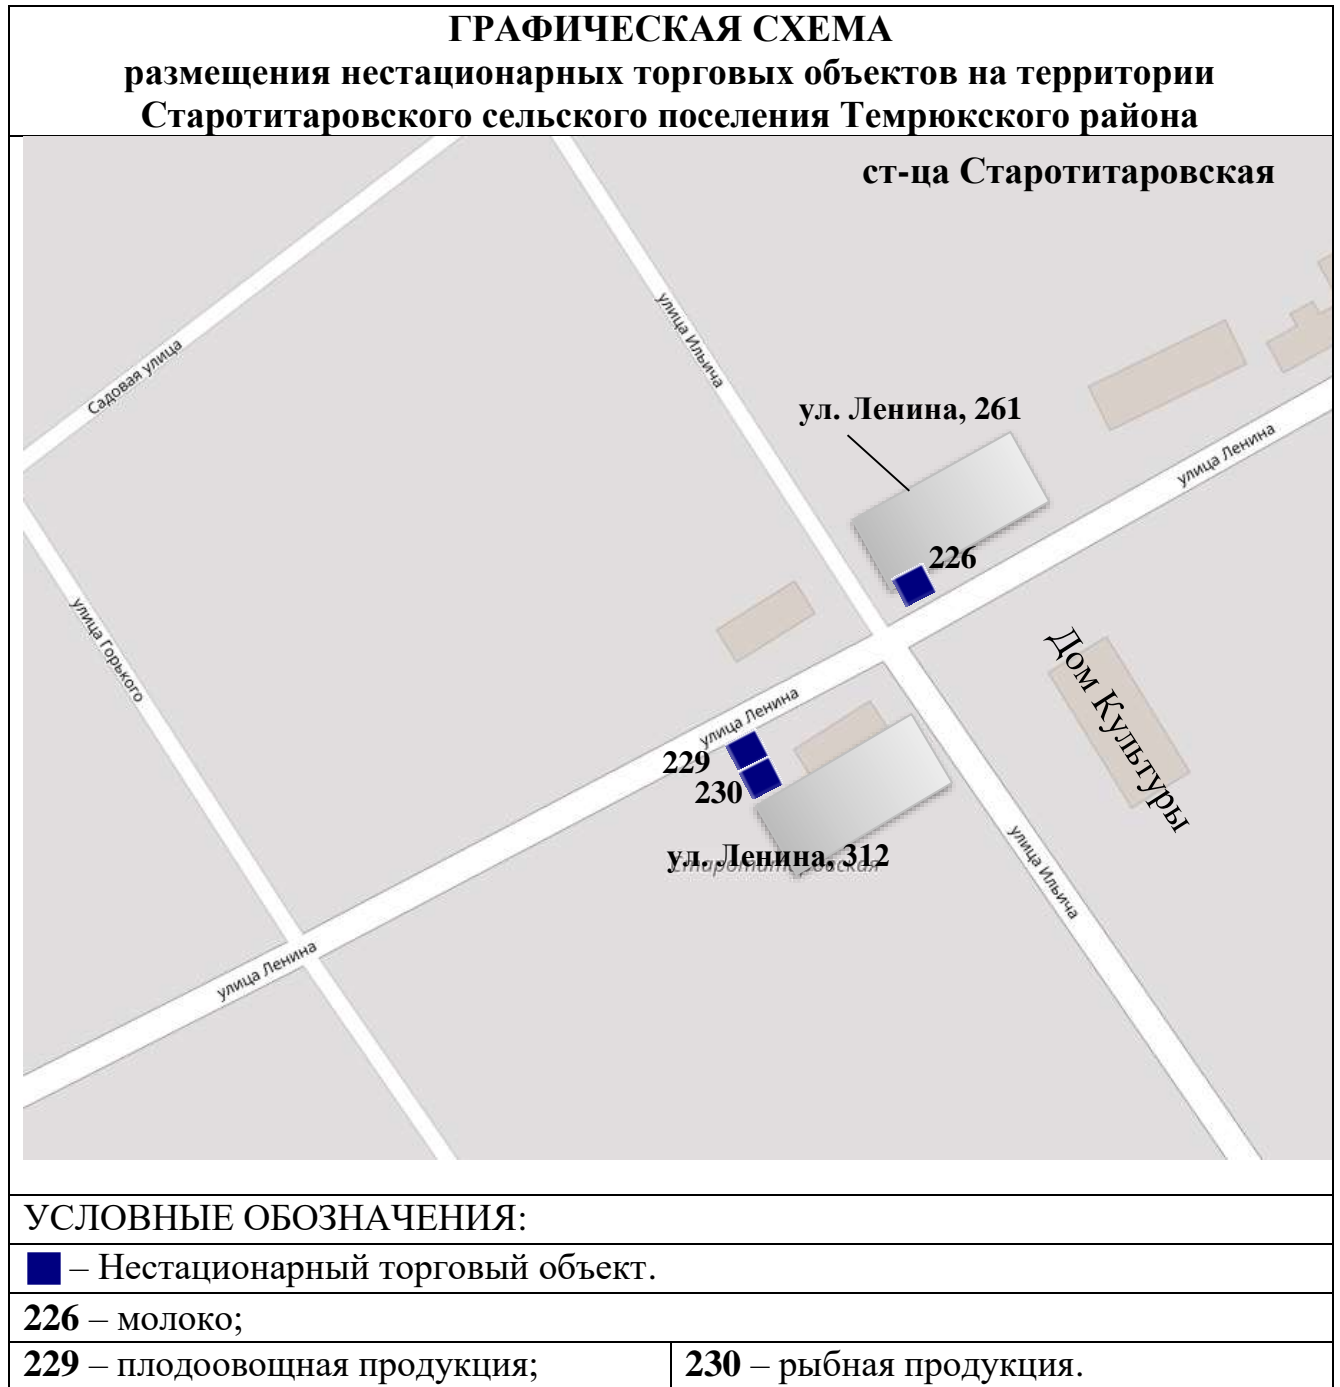 ГРАФИЧЕСКАЯ СХЕМА
размещения нестационарных торговых объектов на территории
Старотитаровского сельского поселения Темрюкского района
ст-ца Старотитаровская
улица Ильича
Садовая улица
ул. Ленина, 261
улица Ленина
226
улица Горького
Дом Культуры
улица Ленина
229
230
ул. Ленина, 312
улица Ильича
улица Ленина
УСЛОВНЫЕ ОБОЗНАЧЕНИЯ:
– Нестационарный торговый объект.
226 – молоко;
229 – плодоовощная продукция;
230 – рыбная продукция.